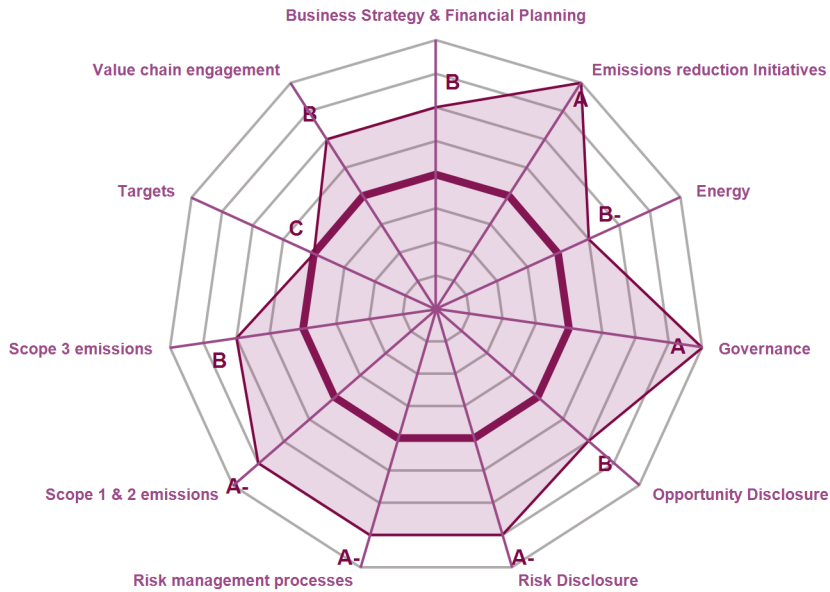 Business Strategy & Financial Planning
Value chain engagement
Emissions reduction Initiatives
B
A
B
Targets
Energy
B-
C
Scope 3 emissions
Governance
A
B
B
Scope 1 & 2 emissions
Opportunity Disclosure
A-
A-
A-
Risk management processes
Risk Disclosure